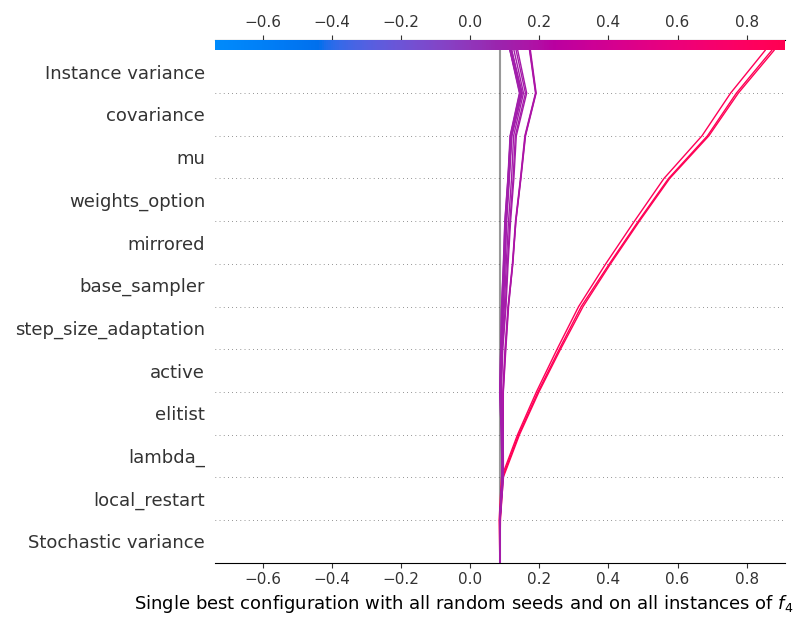 −0.6 −0.4 −0.2 0.0 0.2 0.4 0.6 0.8
Instance variance
covariance
mu
weights_option
mirrored
base_sampler
step_size_adaptation
active
elitist
lambda_
local_restart
Stochastic variance
−0.6 −0.4 −0.2 0.0 0.2 0.4 0.6 0.8
Single best configuration with all random seeds and on all instances of f₄